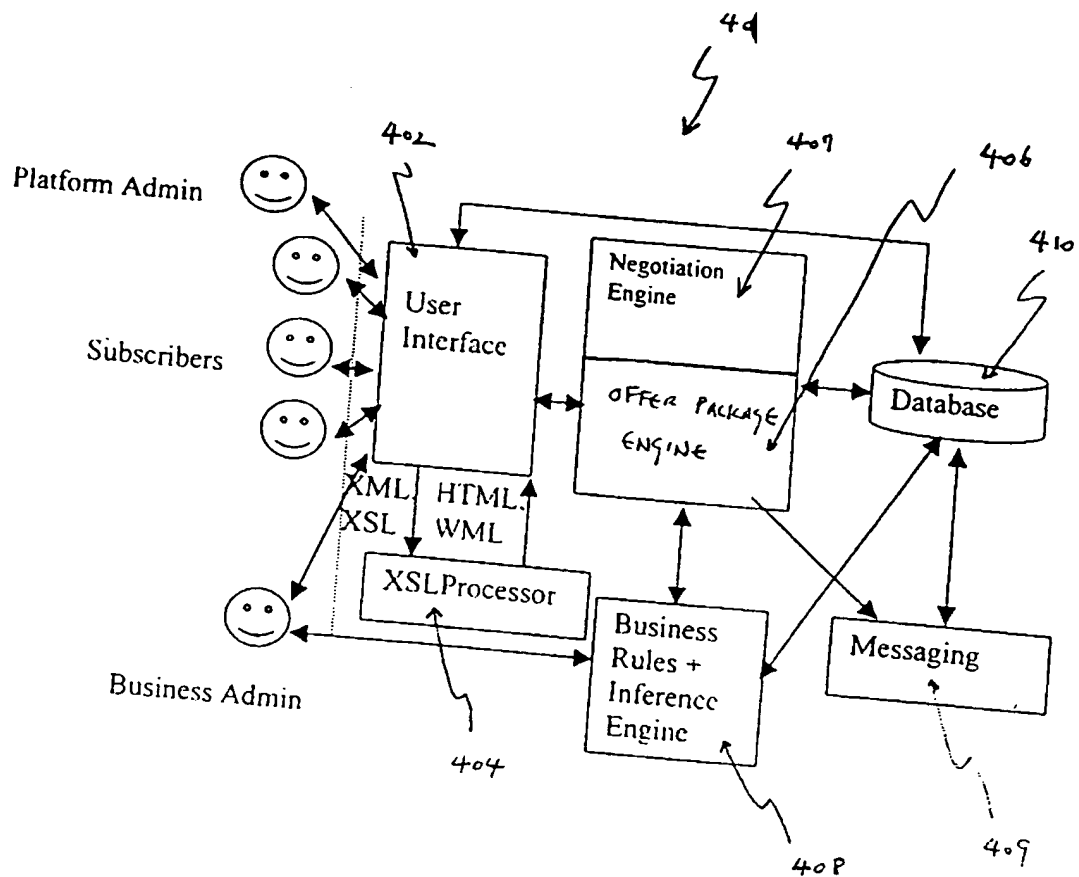 402
407
406
410
Platform Admin
Subscribers
Business Admin
User
Interface
Negotiation
Engine
OFFER PACKAGE
ENGINE
Database
XML,
XSL
HTML,
WML
XSLProcessor
Business
Rules +
Inference
Engine
Messaging
404
408
409